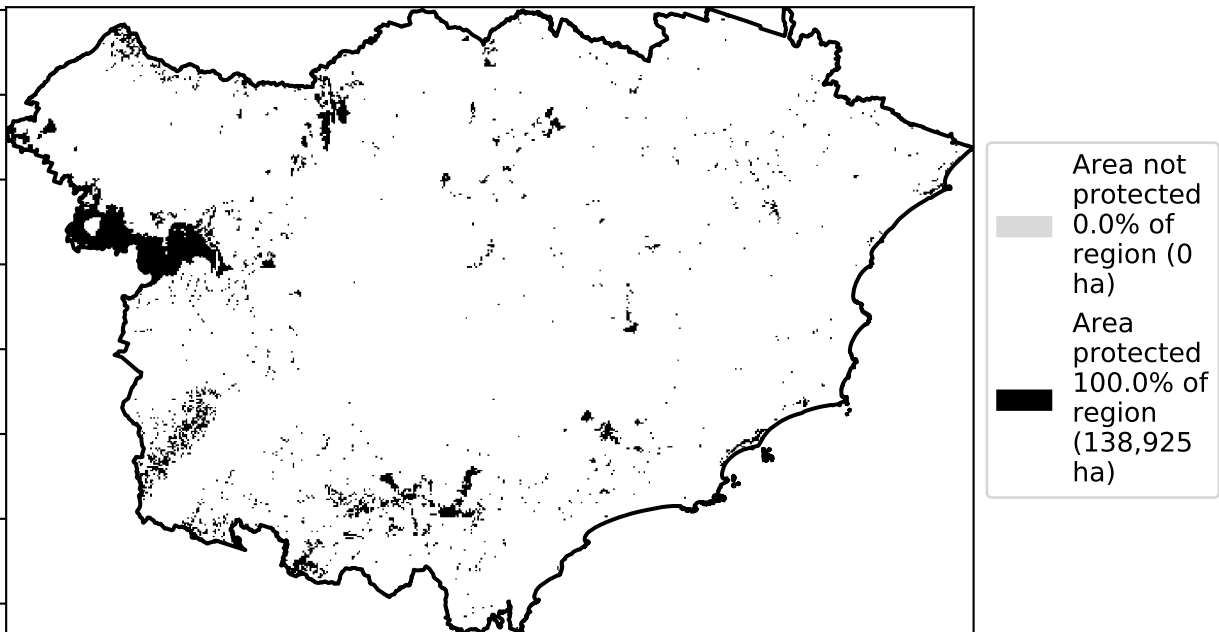 Area not
protected
0.0% of
region (0
ha)
Area
protected
100.0% of
region
(138,925
ha)